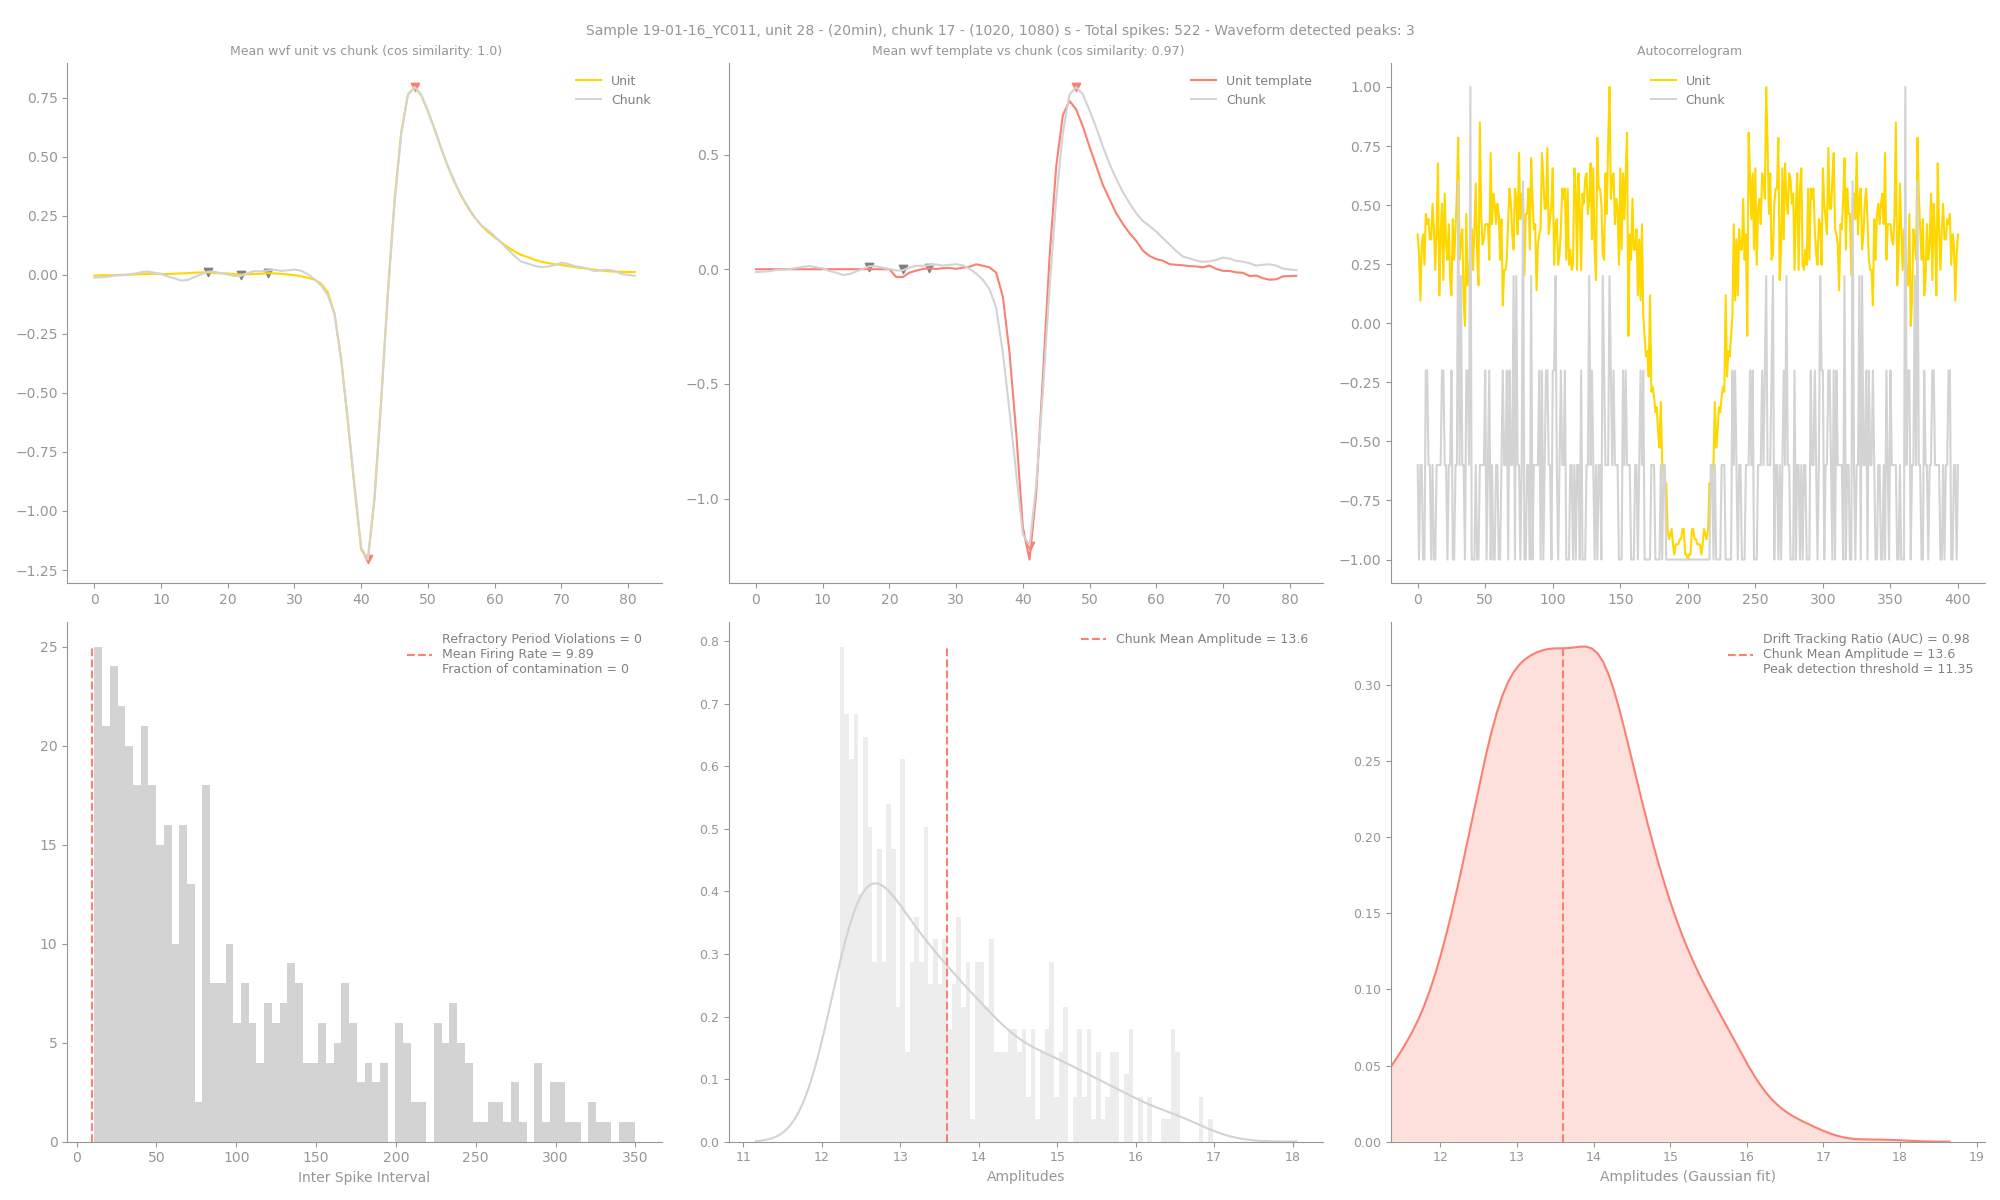 Sample 19-01-16_YC011, unit 28 - (20min), chunk 17 - (1020, 1080) s - Total spikes: 522 - Waveform detected peaks: 3
Mean wvf unit vs chunk (cos similarity: 1.0)
Unit
Chunk
0.75
0.50
0.25
0.00
−0.25
−0.50
−0.75
−1.00
−1.25
0 10 20 30 40 50 60 70 80
Mean wvf template vs chunk (cos similarity: 0.97)
Unit template
Chunk
0.5
0.0
−0.5
−1.0
0 10 20 30 40 50 60 70 80
Autocorrelogram
Unit
Chunk
1.00
0.75
0.50
0.25
0.00
−0.25
−0.50
−0.75
−1.00
0 50 100 150 200 250 300 350 400
Refractory Period Violations = 0
Mean Firing Rate = 9.89
Fraction of contamination = 0
25
20
15
10
5
0
0 50 100 150 200 250 300 350
Inter Spike Interval
Chunk Mean Amplitude = 13.6
0.8
0.7
0.6
0.5
0.4
0.3
0.2
0.1
0.0
11 12 13 14 15 16 17 18
Amplitudes
Drift Tracking Ratio (AUC) = 0.98
Chunk Mean Amplitude = 13.6
Peak detection threshold = 11.35
0.30
0.25
0.20
0.15
0.10
0.05
0.00
12 13 14 15 16 17 18 19
Amplitudes (Gaussian fit)